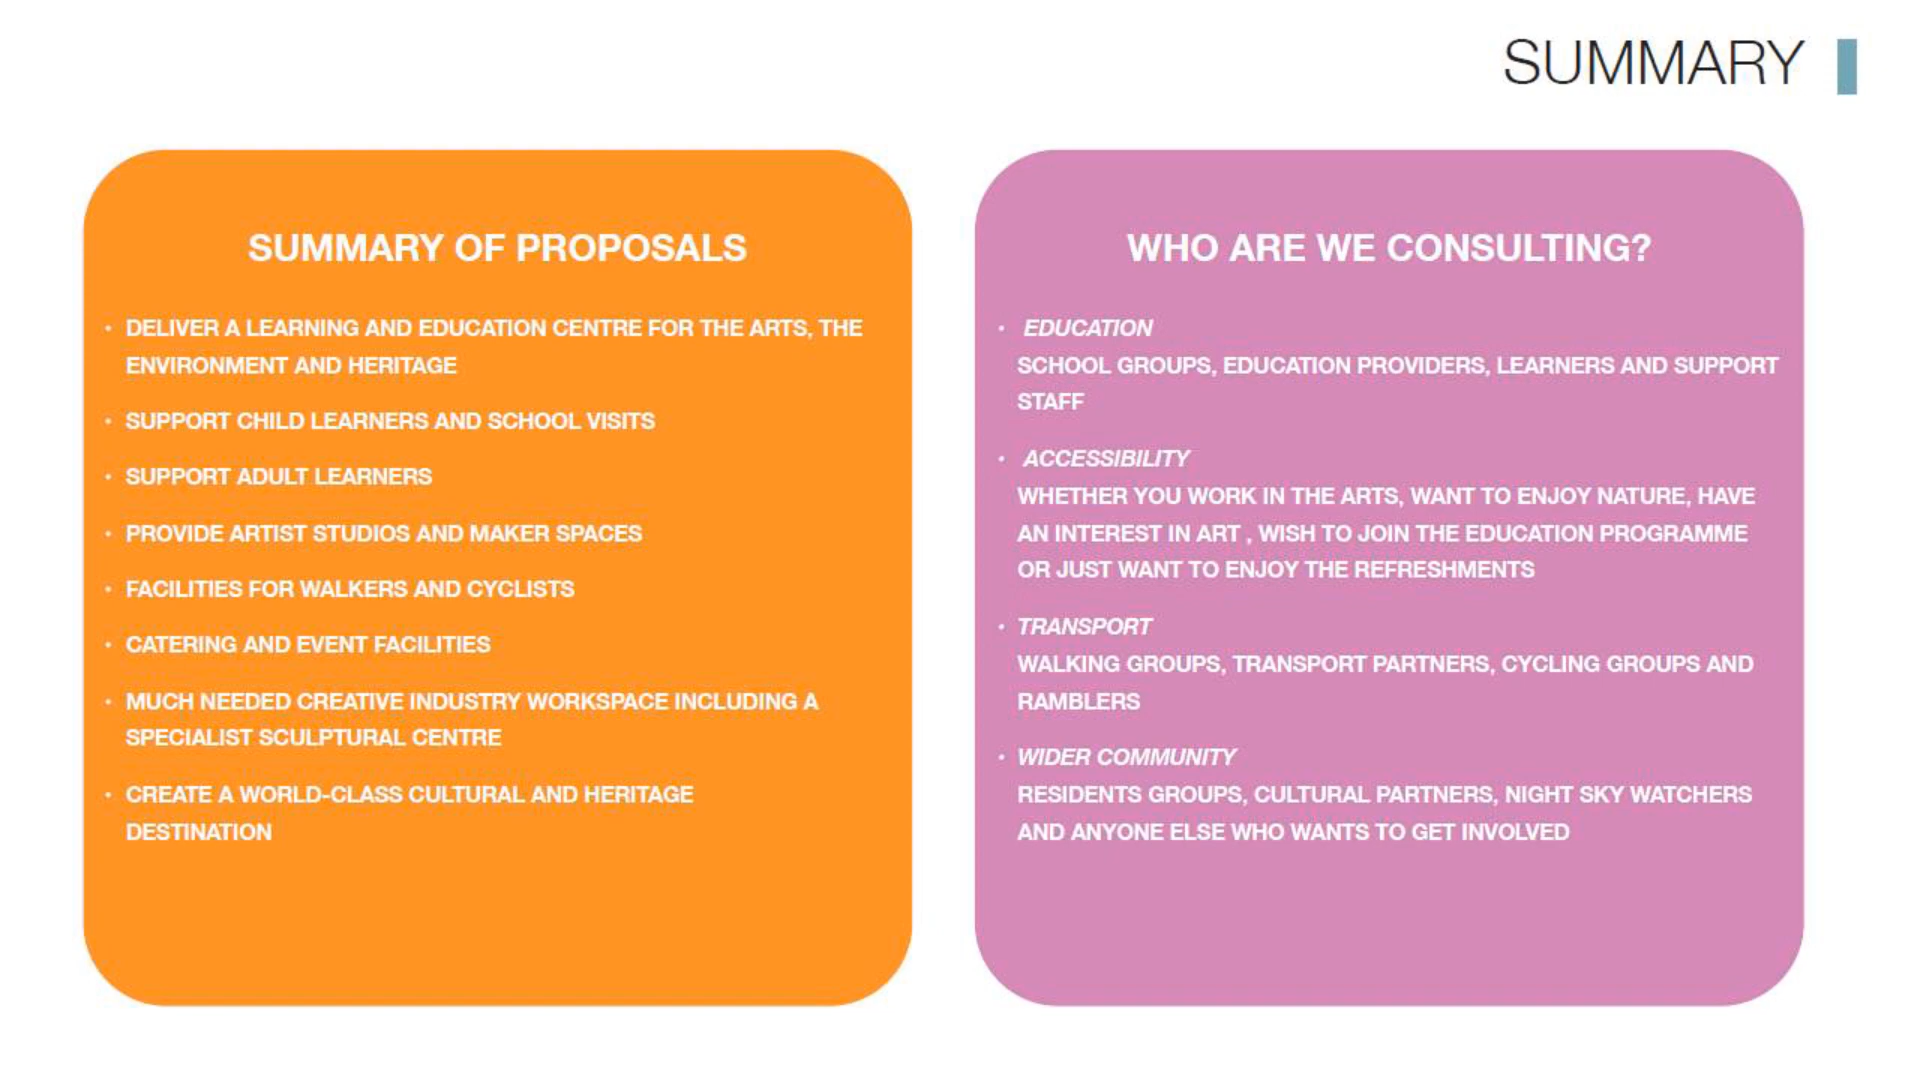 SUMMARY
SUMMARY OF PROPOSALS
• DELIVER A LEARNING AND EDUCATION CENTRE FOR THE ARTS, THE
ENVIRONMENT AND HERITAGE
• SUPPORT CHILD LEARNERS AND SCHOOL VISITS
• SUPPORT ADULT LEARNERS
• PROVIDE ARTIST STUDIOS AND MAKER SPACES
• FACILITIES FOR WALKERS AND CYCLISTS
• CATERING AND EVENT FACILITIES
• MUCH NEEDED CREATIVE INDUSTRY WORKSPACE INCLUDING A
SPECIALIST SCULPTURAL CENTRE
• CREATE A WORLD-CLASS CULTURAL AND HERITAGE
DESTINATION
WHO ARE WE CONSULTING?
• EDUCATION
SCHOOL GROUPS, EDUCATION PROVIDERS, LEARNERS AND SUPPORT
STAFF
• ACCESSIBILITY
WHETHER YOU WORK IN THE ARTS, WANT TO ENJOY NATURE, HAVE
AN INTEREST IN ART , WISH TO JOIN THE EDUCATION PROGRAMME
OR JUST WANT TO ENJOY THE REFRESHMENTS
• TRANSPORT
WALKING GROUPS, TRANSPORT PARTNERS, CYCLING GROUPS AND
RAMBLERS
• WIDER COMMUNITY
RESIDENTS GROUPS, CULTURAL PARTNERS, NIGHT SKY WATCHERS
AND ANYONE ELSE WHO WANTS TO GET INVOLVED